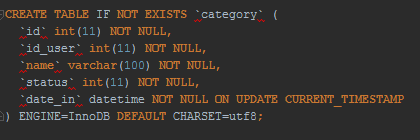 CREATE TABLE IF NOT EXISTS `category` (
`id` int(11) NOT NULL,
`id_user` int(11) NOT NULL,
`name` varchar(100) NOT NULL,
`status` int(11) NOT NULL,
`date_in` datetime NOT NULL ON UPDATE CURRENT_TIMESTAMP
) ENGINE=InnoDB DEFAULT CHARSET=utf8;